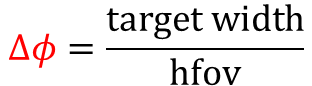 Δϕ = target width / hfov